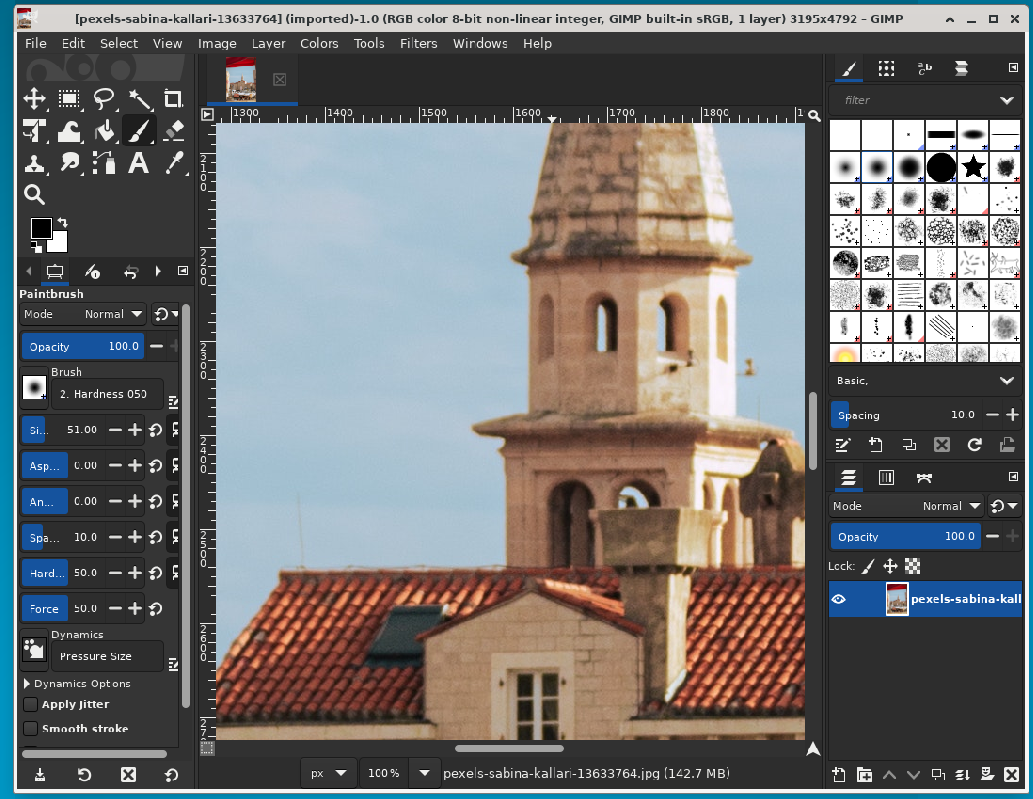 [pexels-sabina-kallari-13633764] (imported)-1.0 (RGB color 8-bit non-linear integer, GIMP built-in sRGB, 1 layer) 3195x4792 – GIMP
File Edit Select View Image Layer Colors Tools Filters Windows Help
1300 1400 1500 1600 1700 1800 1
2100
2200
2300
2400
2500
2600
27
Paintbrush
Mode Normal
Opacity 100.0
Brush
2. Hardness 050
Si... 51.00
Asp... 0.00
An... 0.00
Spa... 10.0
Hard... 50.0
Force 50.0
Dynamics
Pressure Size
Dynamics Options
Apply Jitter
Smooth stroke
px 100 % pexels-sabina-kallari-13633764.jpg (142.7 MB)
filter
Basic,
Spacing 10.0
Mode Normal
Opacity 100.0
Lock:
pexels-sabina-kall